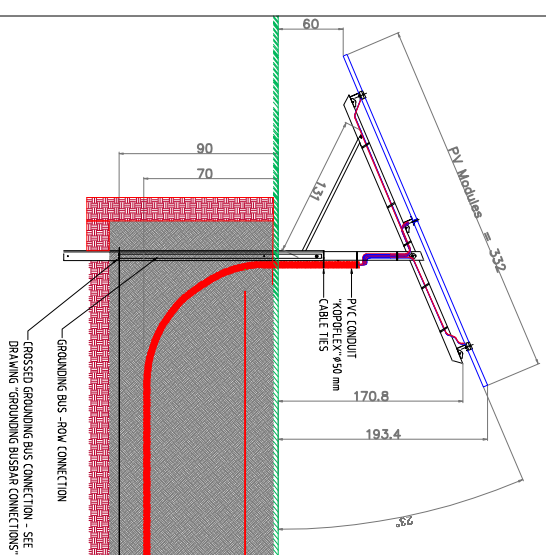 60
PV Modules = 332
90
70
131
PVC CONDUIT
"KOPOFLEX" ø50 mm
CABLE TIES
170.8
193.4
GROUNDING BUS -ROW CONNECTION
CROSSED GROUNDING BUS CONNECTION - SEE
DRAWING "GROUNDING BUSBAR CONNECTIONS"
23°